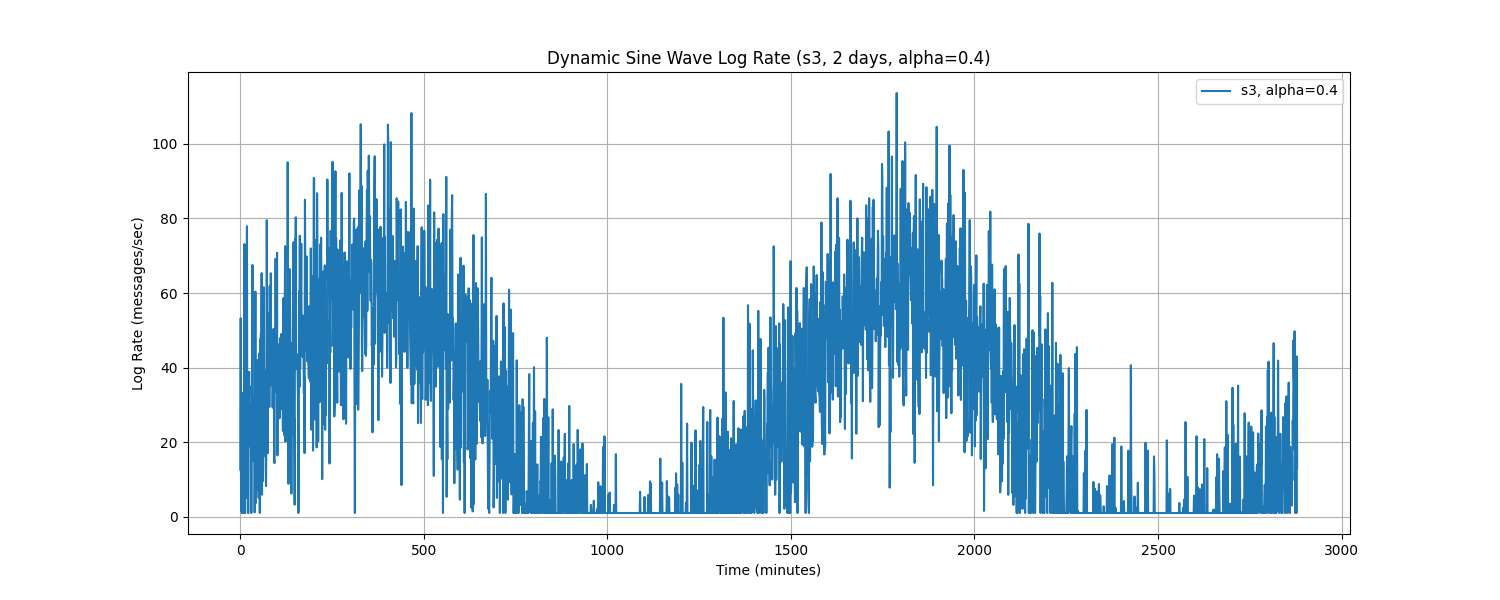 Dynamic Sine Wave Log Rate (s3, 2 days, alpha=0.4)
s3, alpha=0.4
Log Rate (messages/sec)
100
80
60
40
20
0
0 500 1000 1500 2000 2500 3000
Time (minutes)